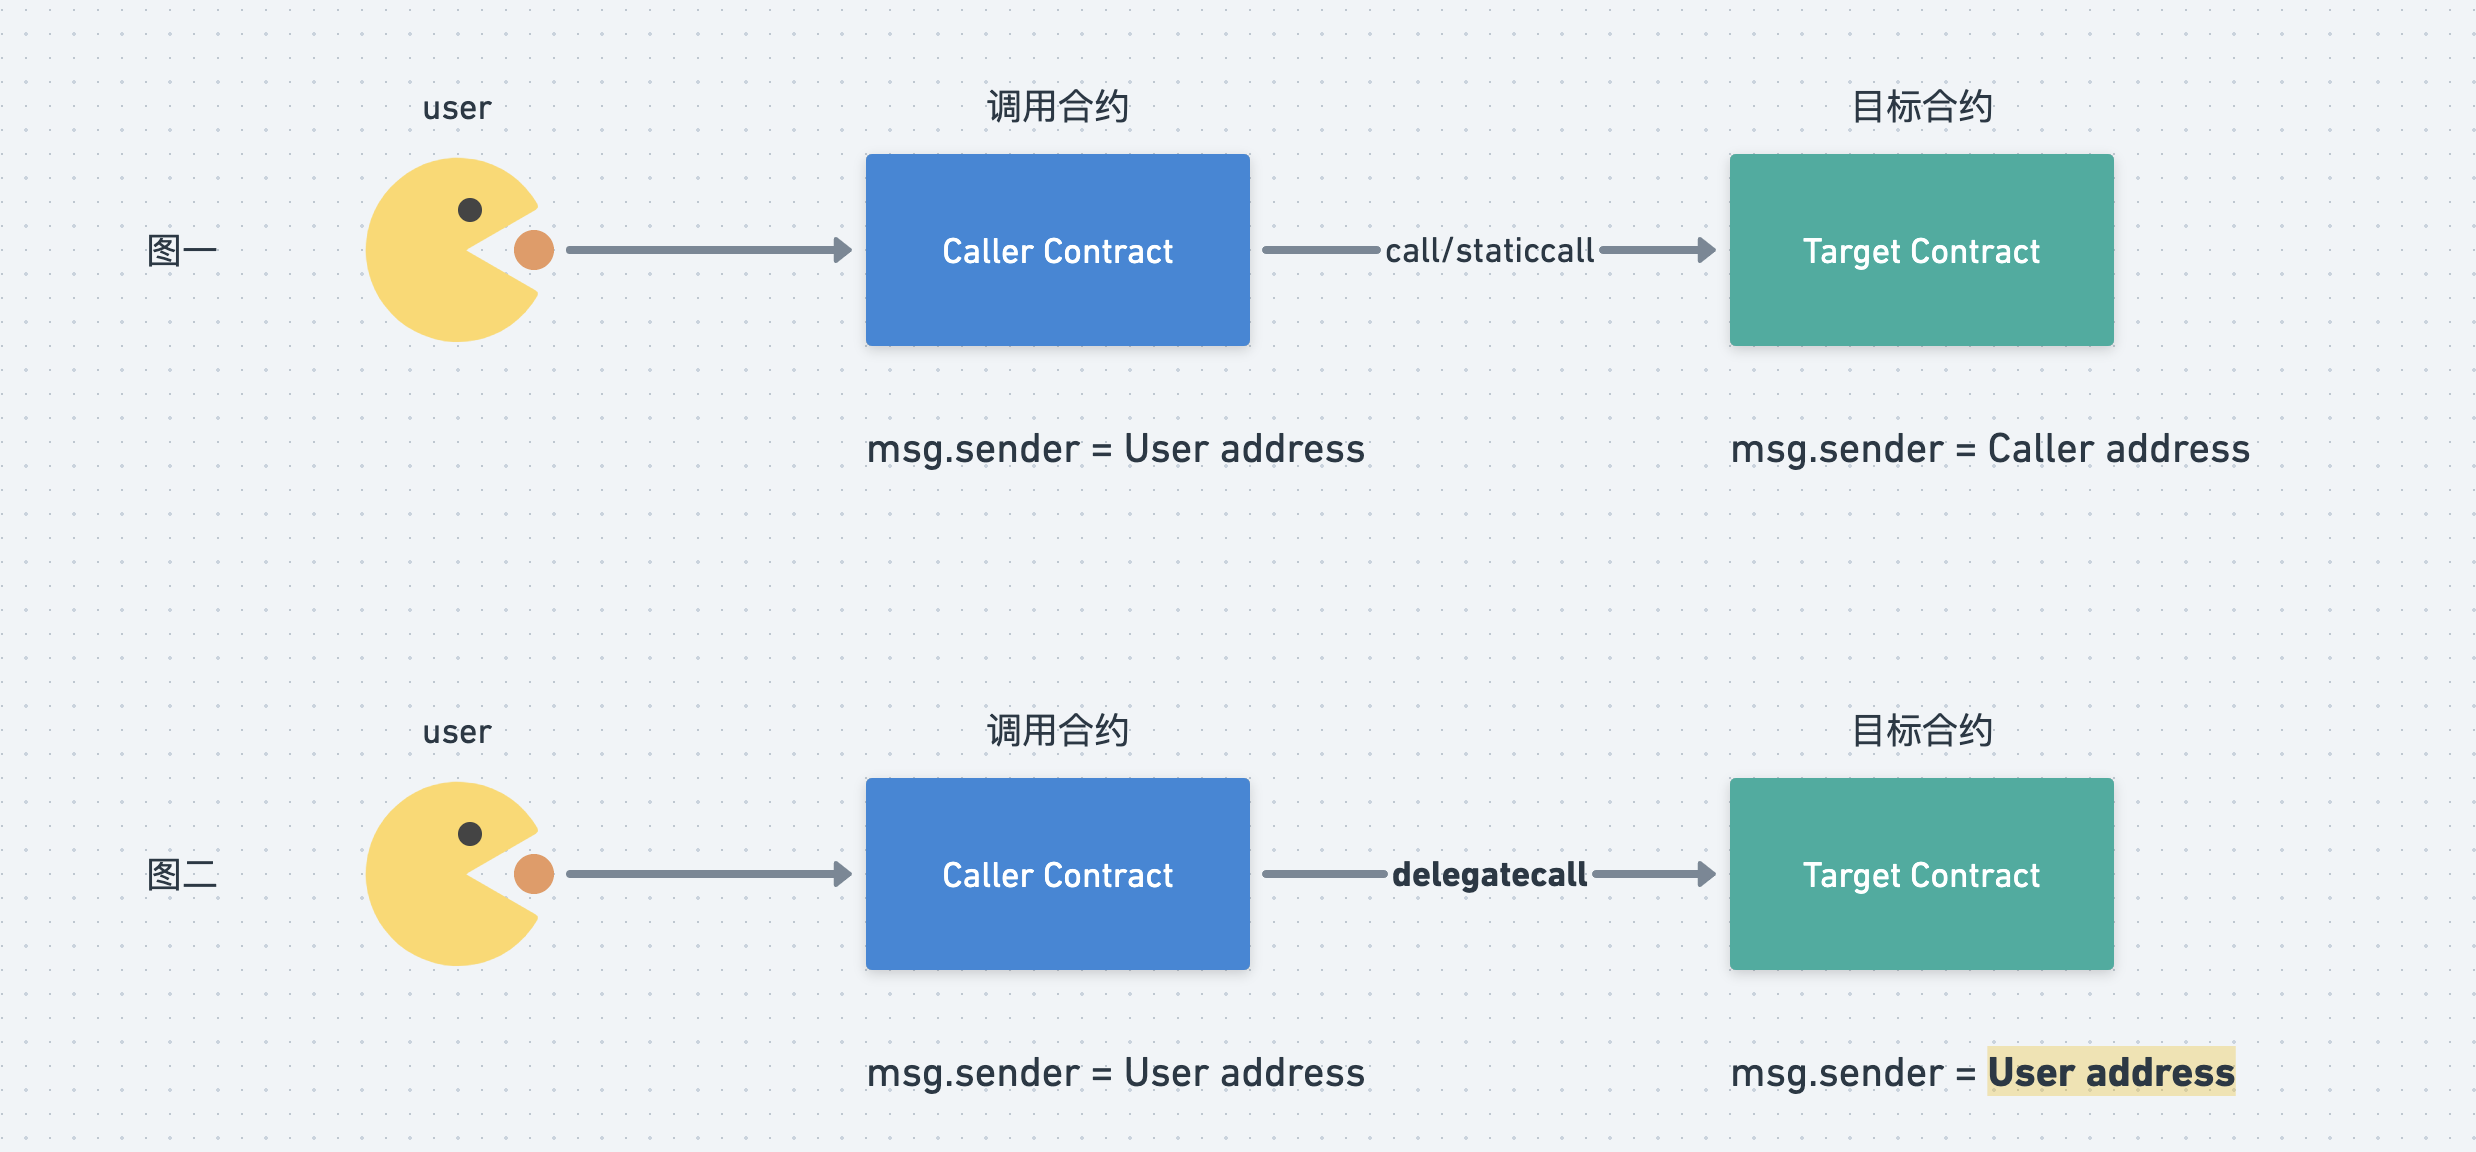 user
调用合约
目标合约
图一
Caller Contract
call/staticcall
Target Contract
msg.sender = User address
msg.sender = Caller address
user
调用合约
目标合约
图二
Caller Contract
delegatecall
Target Contract
msg.sender = User address
msg.sender = User address